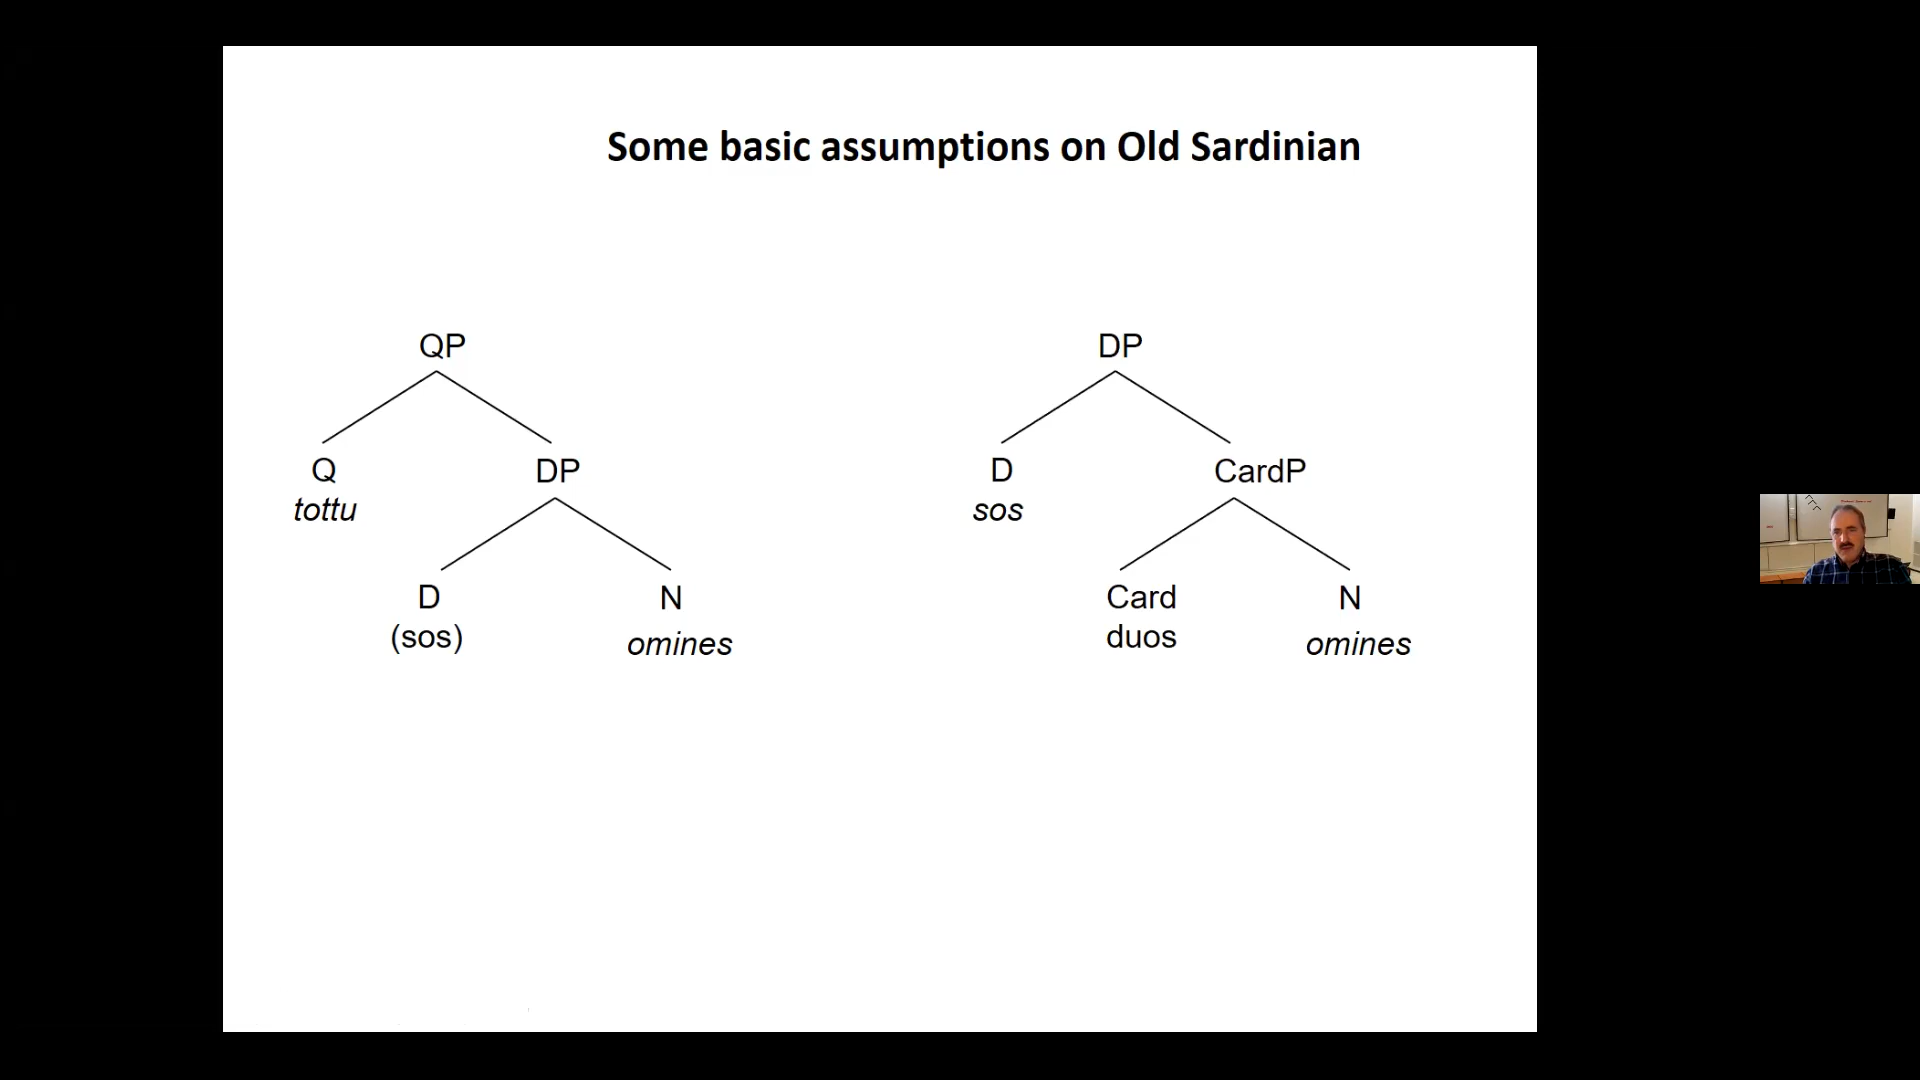 Some basic assumptions on Old Sardinian
QP
Q
tottu
DP
D
(sos)
N
omines
DP
D
sos
CardP
Card
duos
N
omines